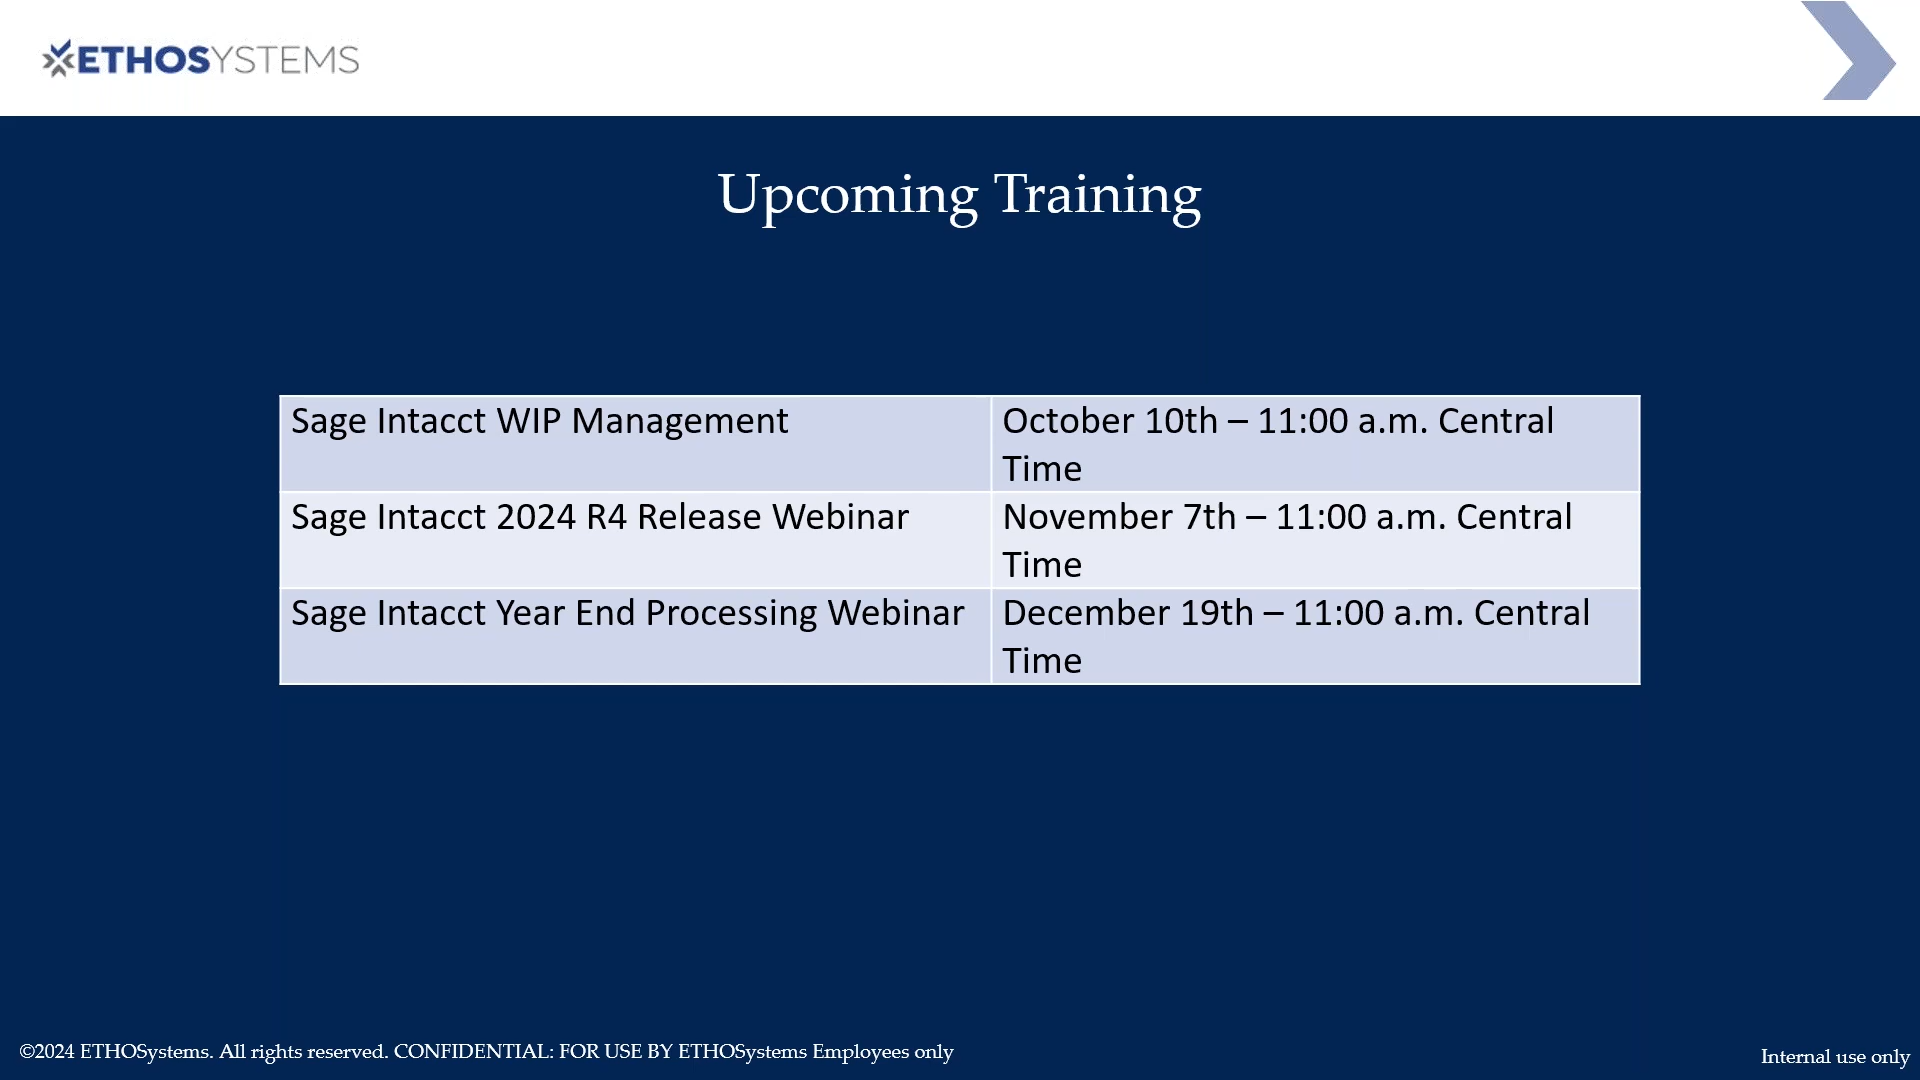 ETHOSYSTEMS
Upcoming Training
Sage Intacct WIP Management
October 10th – 11:00 a.m. Central
Time
Sage Intacct 2024 R4 Release Webinar
November 7th – 11:00 a.m. Central
Time
Sage Intacct Year End Processing Webinar
December 19th – 11:00 a.m. Central
Time
©2024 ETHOSystems. All rights reserved. CONFIDENTIAL: FOR USE BY ETHOSystems Employees only
Internal use only